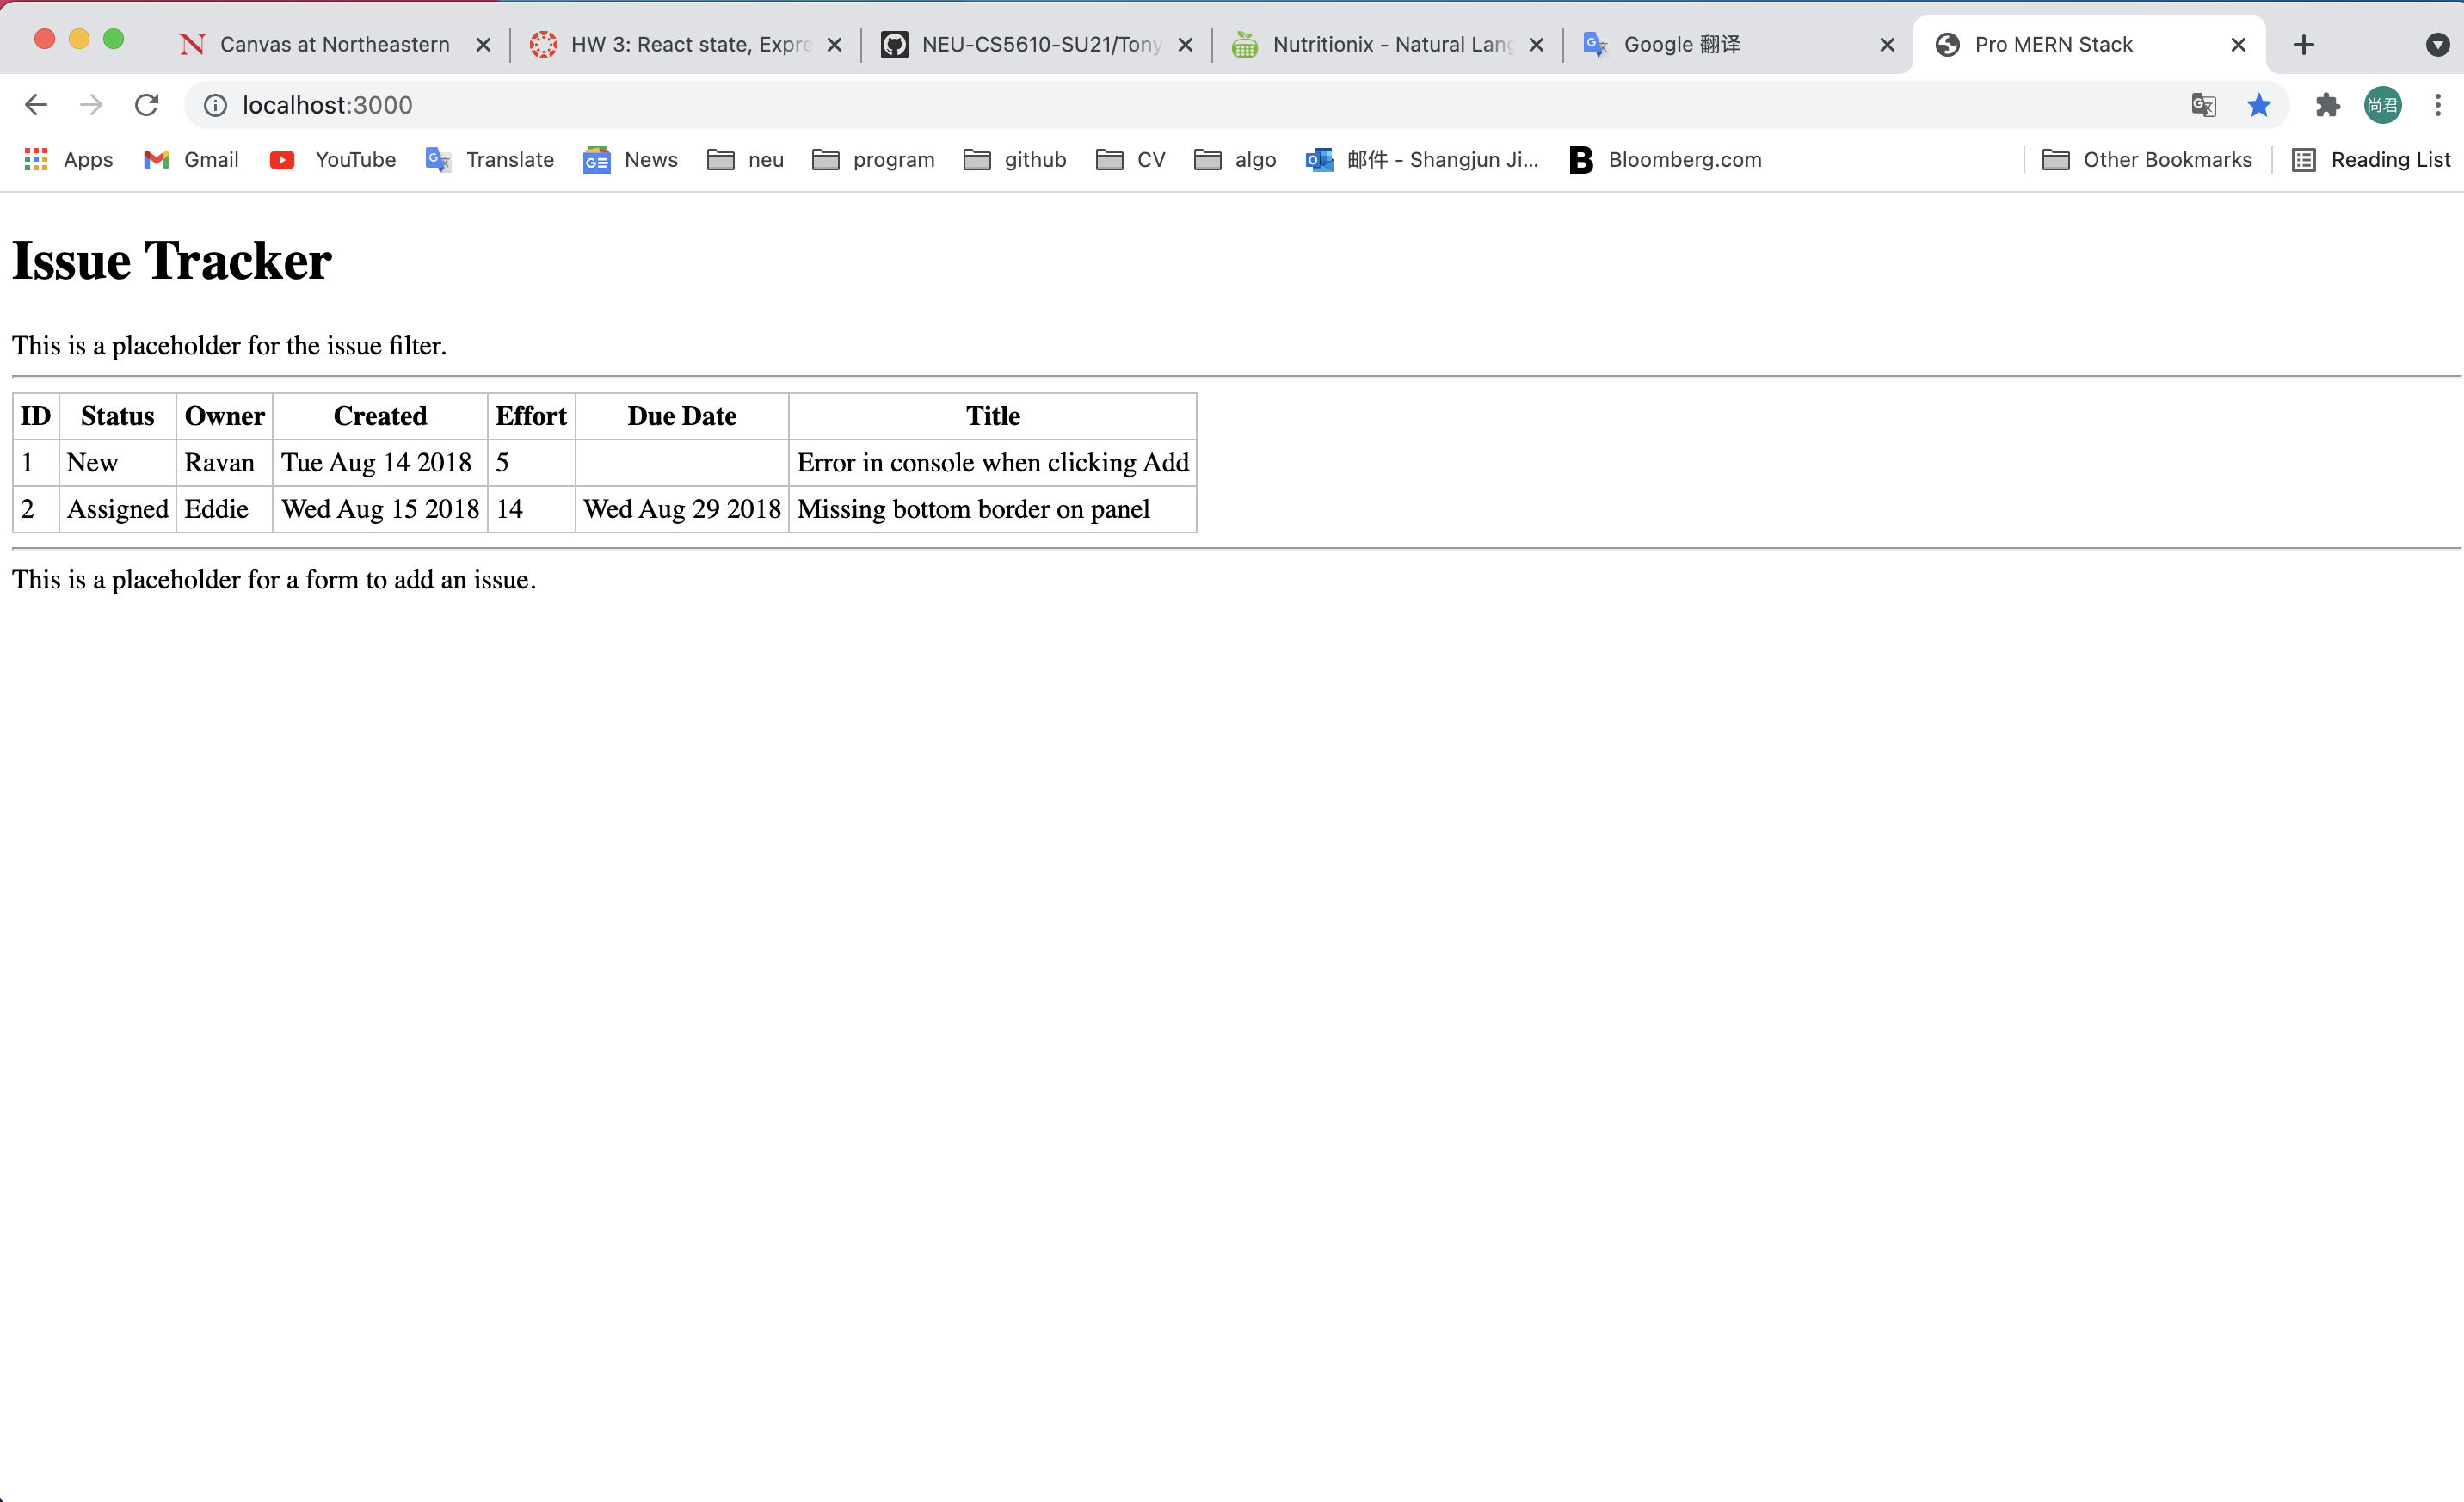 Canvas at Northeastern
HW 3: React state, Expre
NEU-CS5610-SU21/Tony
Nutritionix - Natural Lang
Google 翻译
Pro MERN Stack
localhost:3000
尚君
Apps
Gmail
YouTube
Translate
News
neu
program
github
CV
algo
邮件 - Shangjun Ji...
Bloomberg.com
Other Bookmarks
Reading List
Issue Tracker
This is a placeholder for the issue filter.
ID Status Owner Created Effort Due Date Title
1 New Ravan Tue Aug 14 2018 5 Error in console when clicking Add
2 Assigned Eddie Wed Aug 15 2018 14 Wed Aug 29 2018 Missing bottom border on panel
This is a placeholder for a form to add an issue.